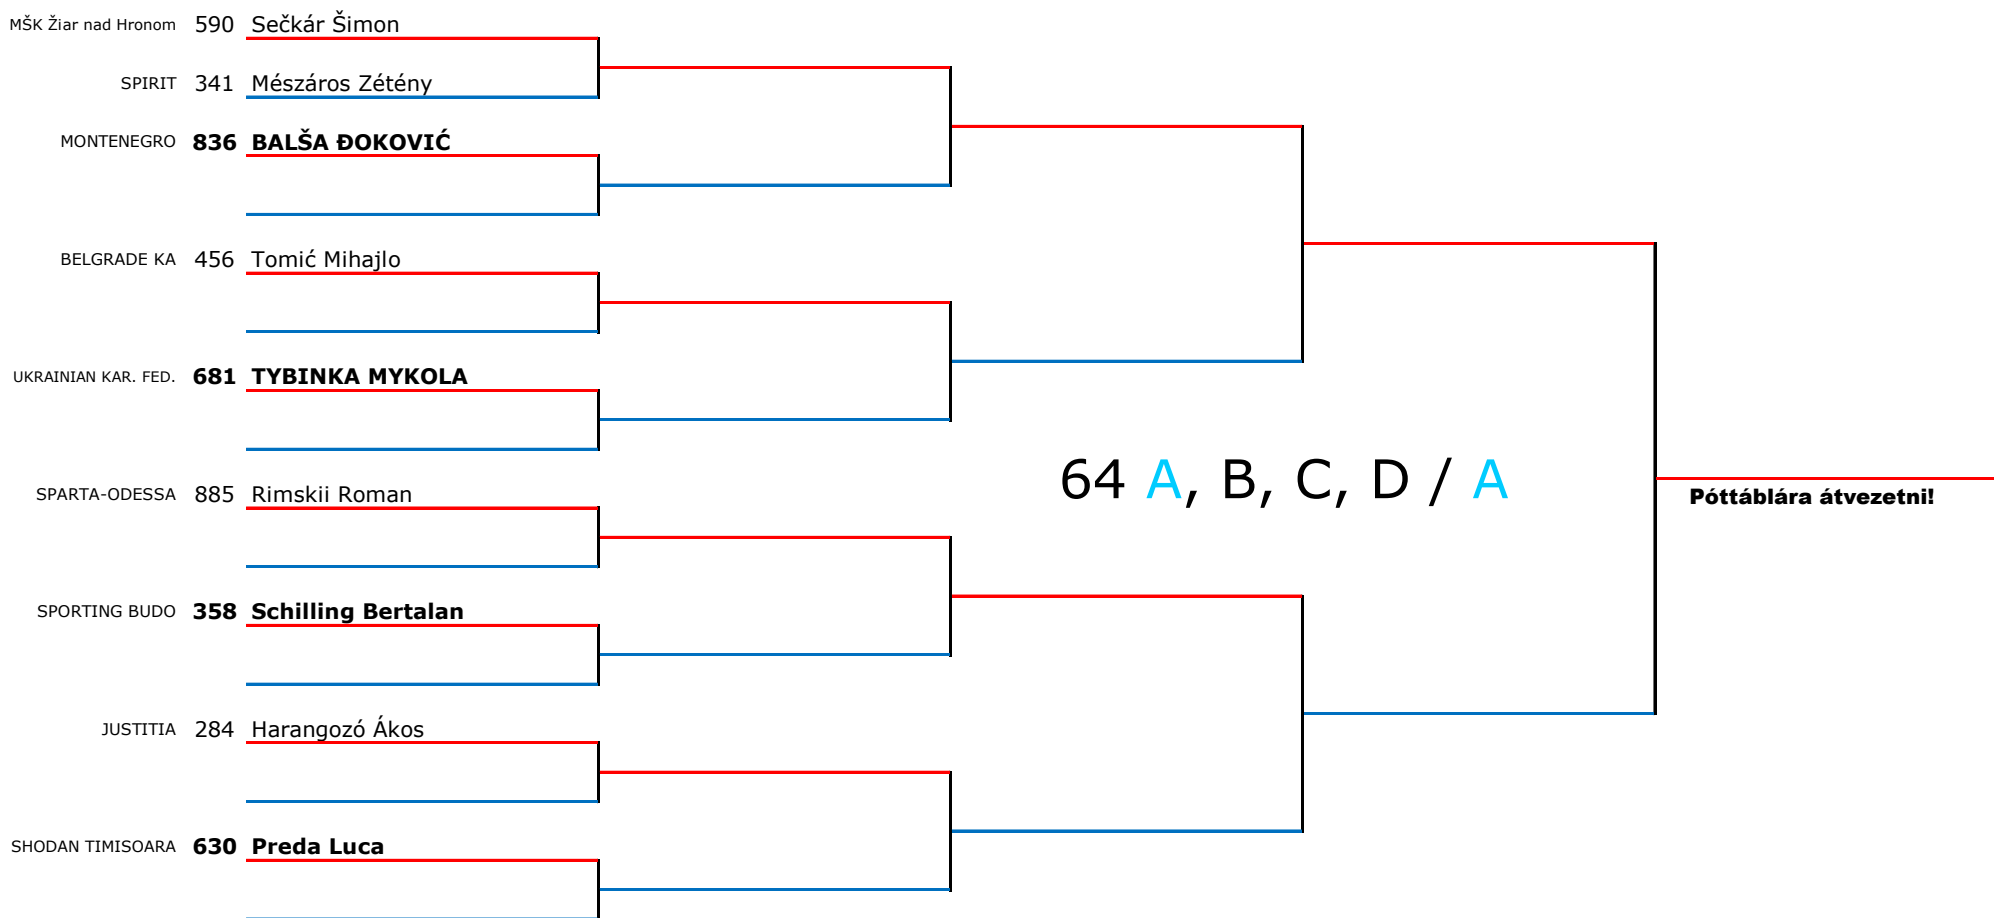 MŠK Žiar nad Hronom 590 Sečkár Šimon
SPIRIT 341 Mészáros Zétény
MONTENEGRO 836 BALŠA ĐOKOVIĆ
BELGRADE KA 456 Tomić Mihajlo
UKRAINIAN KAR. FED. 681 TYBINKA MYKOLA
64 A, B, C, D / A
SPARTA-ODESSA 885 Rimskii Roman
Póttáblára átvezetni!
SPORTING BUDO 358 Schilling Bertalan
JUSTITIA 284 Harangozó Ákos
SHODAN TIMISOARA 630 Preda Luca